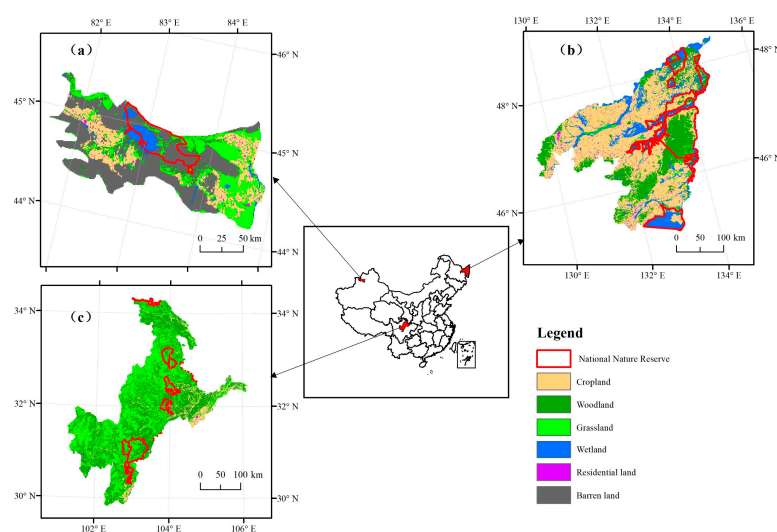 82° E
83° E
84° E
(a)
46° N
45° N
45° N
44° N
44° N
0 25 50 km
130° E
132° E
134° E
136° E
(b)
48° N
48° N
46° N
46° N
0 50 100 km
130° E
132° E
134° E
(c)
34° N
34° N
32° N
32° N
30° N
30° N
0 50 100 km
102° E
104° E
106° E
Legend
National Nature Reserve
Cropland
Woodland
Grassland
Wetland
Residential land
Barren land